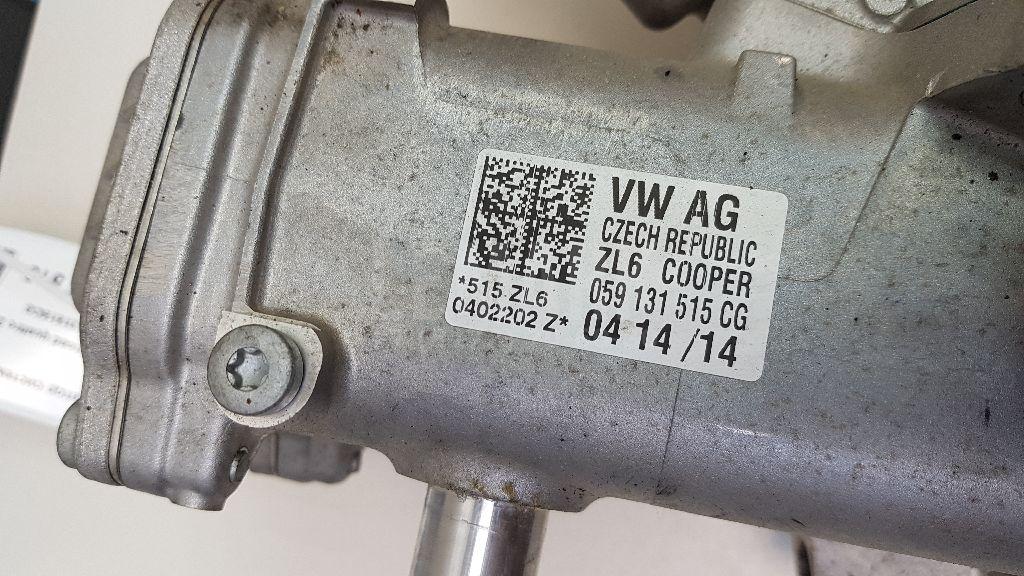 VW AG
CZECH REPUBLIC
ZL6 COOPER
059 131 515 CG
04 14 /14
*515 ZL6
0402202 Z*